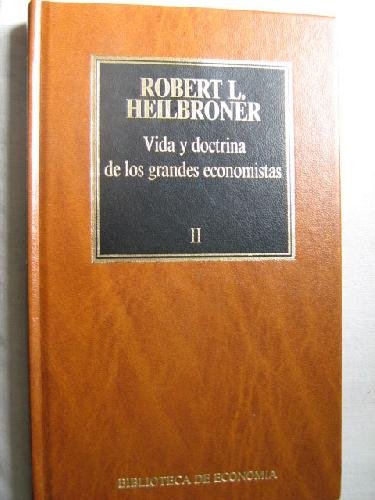 ROBERT L.
HEILBRONER
Vida y doctrina
de los grandes economistas
II
BIBLIOTECA DE ECONOMIA